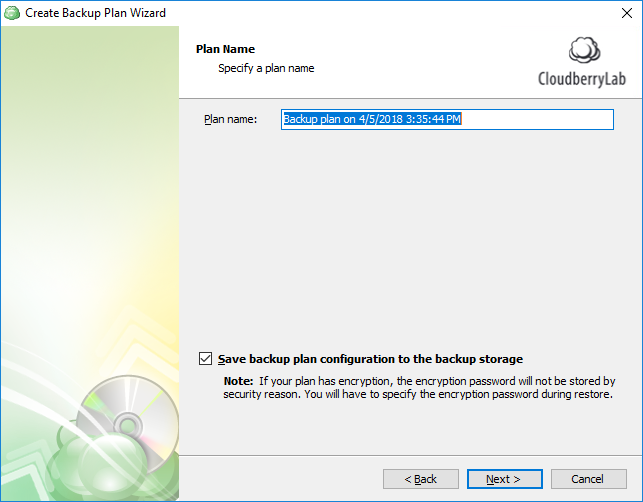 Create Backup Plan Wizard
Plan Name
Specify a plan name
CloudberryLab
Plan name:
Backup plan on 4/5/2018 3:35:44 PM
Save backup plan configuration to the backup storage
Note: If your plan has encryption, the encryption password will not be stored by
security reason. You will have to specify the encryption password during restore.
< Back
Next >
Cancel